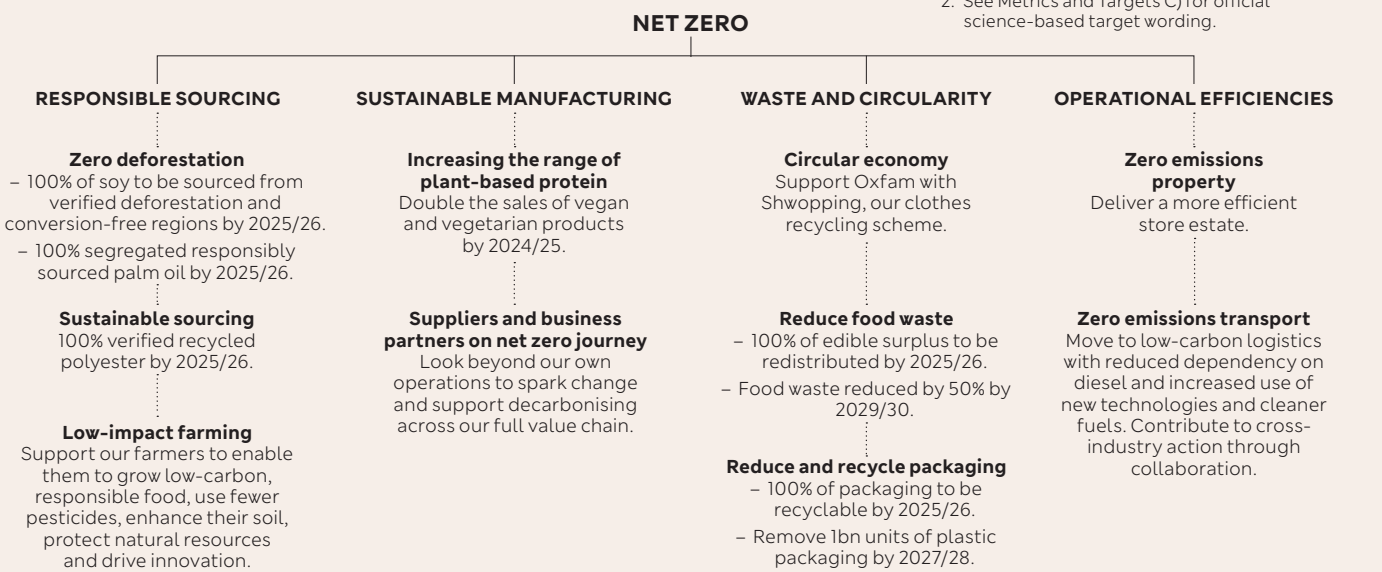 2. See Metrics and Targets C) for official
science-based target wording.
NET ZERO
RESPONSIBLE SOURCING
Zero deforestation
– 100% of soy to be sourced from
verified deforestation and
conversion-free regions by 2025/26.
– 100% segregated responsibly
sourced palm oil by 2025/26.
Sustainable sourcing
100% verified recycled
polyester by 2025/26.
Low-impact farming
Support our farmers to enable
them to grow low-carbon,
responsible food, use fewer
pesticides, enhance their soil,
protect natural resources
and drive innovation.
SUSTAINABLE MANUFACTURING
Increasing the range of
plant-based protein
Double the sales of vegan
and vegetarian products
by 2024/25.
Suppliers and business
partners on net zero journey
Look beyond our own
operations to spark change
and support decarbonising
across our full value chain.
WASTE AND CIRCULARITY
Circular economy
Support Oxfam with
Shwopping, our clothes
recycling scheme.
Reduce food waste
– 100% of edible surplus to be
redistributed by 2025/26.
– Food waste reduced by 50% by
2029/30.
Reduce and recycle packaging
– 100% of packaging to be
recyclable by 2025/26.
– Remove 1bn units of plastic
packaging by 2027/28.
OPERATIONAL EFFICIENCIES
Zero emissions
property
Deliver a more efficient
store estate.
Zero emissions transport
Move to low-carbon logistics
with reduced dependency on
diesel and increased use of
new technologies and cleaner
fuels. Contribute to cross-
industry action through
collaboration.